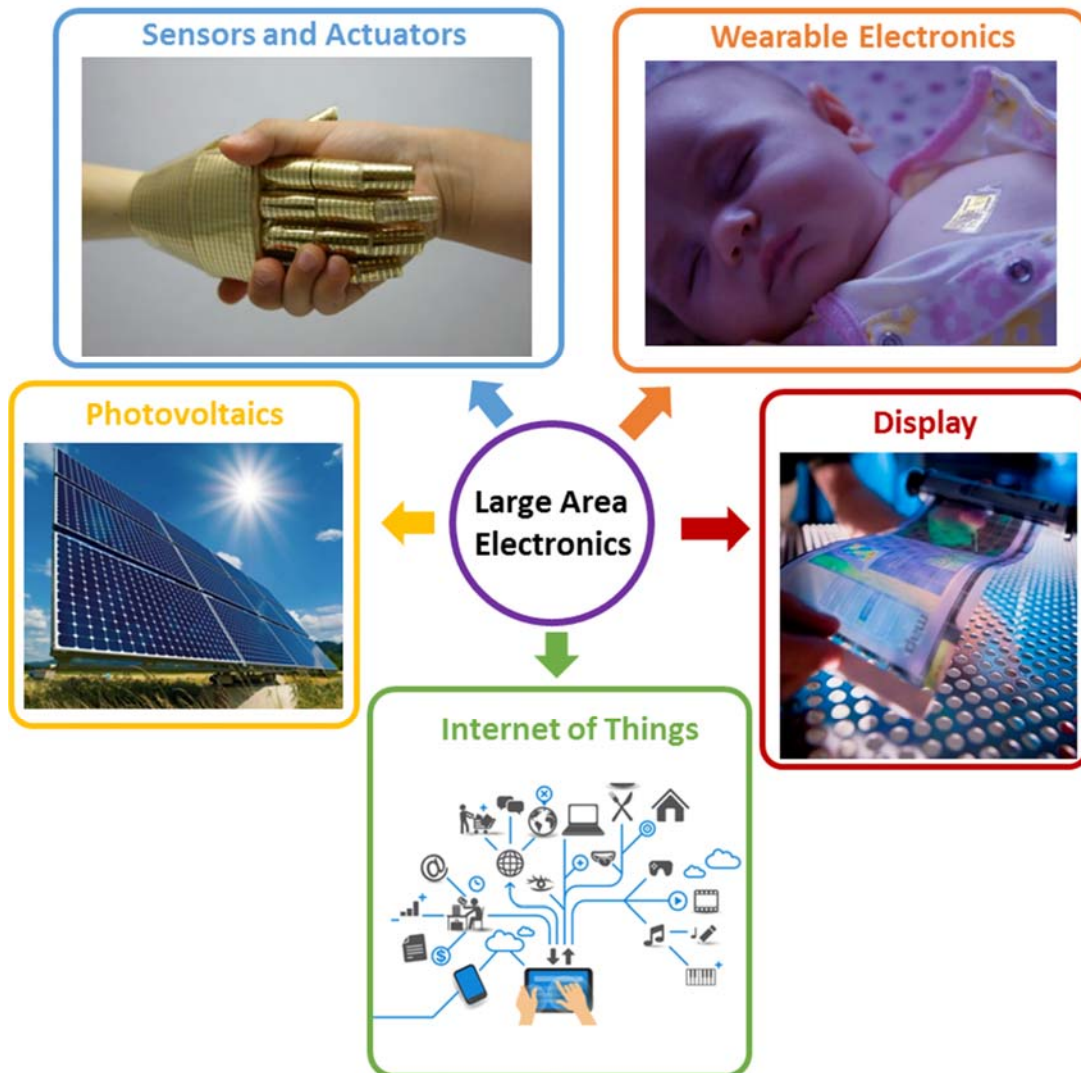 Sensors and Actuators
Wearable Electronics
Photovoltaics
Display
Large Area
Electronics
Internet of Things
@
$